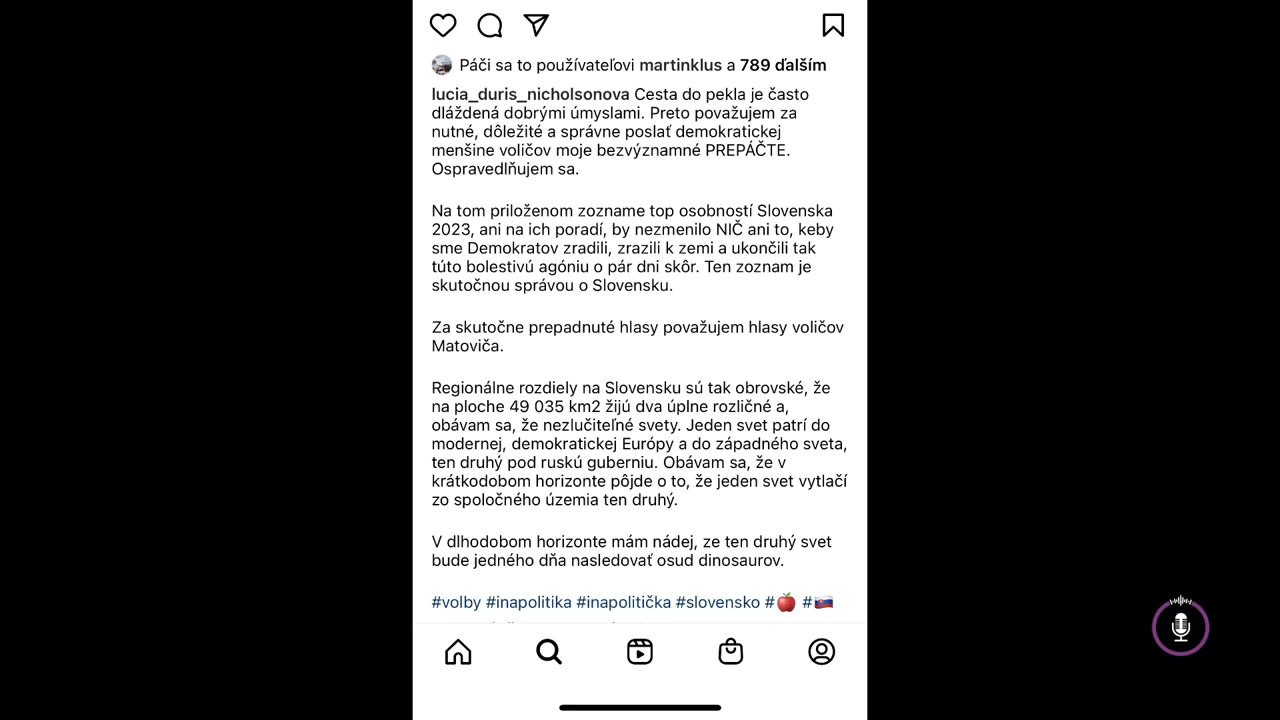 Páči sa to používateľovi martinklus a 789 ďalším
lucia_duris_nicholsonova Cesta do pekla je často
dláždená dobrými úmyslami. Preto považujem za
nutné, dôležité a správne poslať demokratickej
menšine voličov moje bezvýznamné PREPÁČTE.
Ospravedlňujem sa.
Na tom priloženom zozname top osobností Slovenska
2023, ani na ich poradí, by nezmenilo NIČ ani to, keby
sme Demokratov zradili, zrazili k zemi a ukončili tak
túto bolestivú agóniu o pár dni skôr. Ten zoznam je
skutočnou správou o Slovensku.
Za skutočne prepadnuté hlasy považujem hlasy voličov
Matoviča.
Regionálne rozdiely na Slovensku sú tak obrovské, že
na ploche 49 035 km2 žijú dva úplne rozličné a,
obávam sa, že nezlučiteľné svety. Jeden svet patrí do
modernej, demokratickej Európy a do západného sveta,
ten druhý pod ruskú guberniu. Obávam sa, že v
krátkodobom horizonte pôjde o to, že jeden svet vytlačí
zo spoločného územia ten druhý.
V dlhodobom horizonte mám nádej, ze ten druhý svet
bude jedného dňa nasledovať osud dinosaurov.
#volby #inapolitika #inapolitička #slovensko #🍎 #🇸🇰